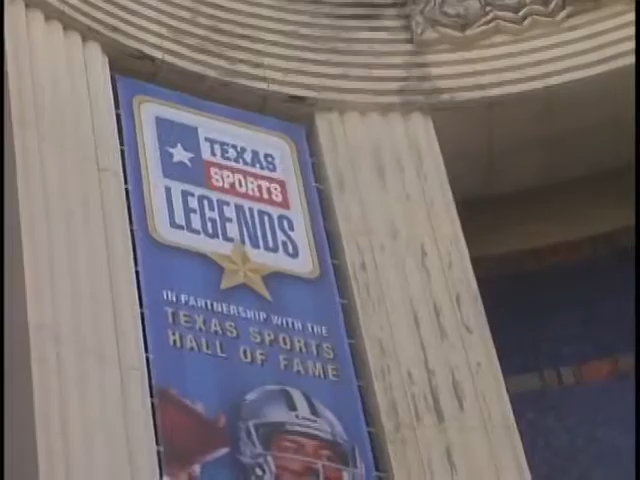 TEXAS
SPORTS
LEGENDS
IN PARTNERSHIP WITH THE
TEXAS SPORTS
HALL OF FAME